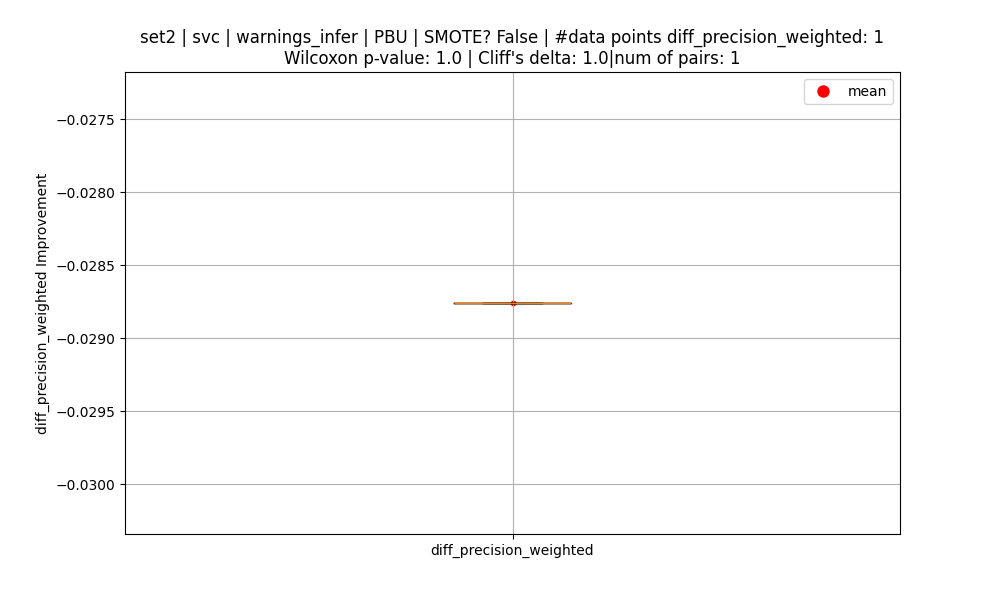 set2 | svc | warnings_infer | PBU | SMOTE? False | #data points diff_precision_weighted: 1
Wilcoxon p-value: 1.0 | Cliff's delta: 1.0|num of pairs: 1
mean
−0.0275
−0.0280
−0.0285
−0.0290
−0.0295
−0.0300
diff_precision_weighted Improvement
diff_precision_weighted